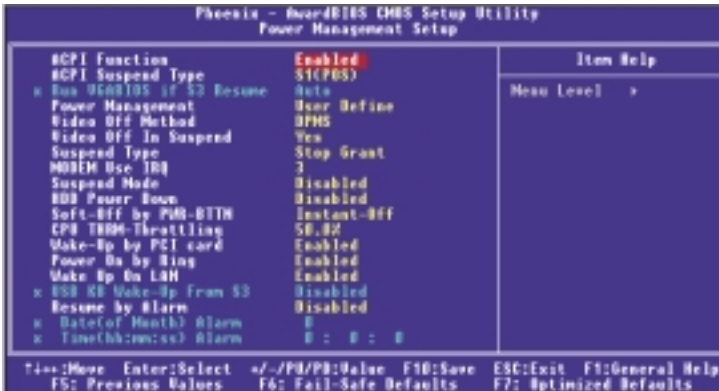 Phoenix - AwardBIOS CMOS Setup Utility
Power Management Setup
ACPI Function Enabled
ACPI Suspend Type S1(POS)
x Run VGABIOS if S3 Resume Auto
Power Management User Define
Video Off Method DPMS
Video Off In Suspend Yes
Suspend Type Stop Grant
MODEM Use IRQ 3
Suspend Mode Disabled
HDD Power Down Disabled
Soft-Off by PWR-BTTN Instant-Off
CPU THRM-Throttling 50.0%
Wake-Up by PCI card Enabled
Power On by Ring Enabled
Wake Up On LAN Enabled
x USB KB Wake-Up From S3 Disabled
Resume by Alarm Disabled
x Date(of Month) Alarm 0
x Time(hh:mm:ss) Alarm 0 : 0 : 0
Item Help
Menu Level ▸
↑↓→←:Move Enter:Select +/-/PU/PD:Value F10:Save ESC:Exit F1:General Help
F5: Previous Values F6: Fail-Safe Defaults F7: Optimized Defaults